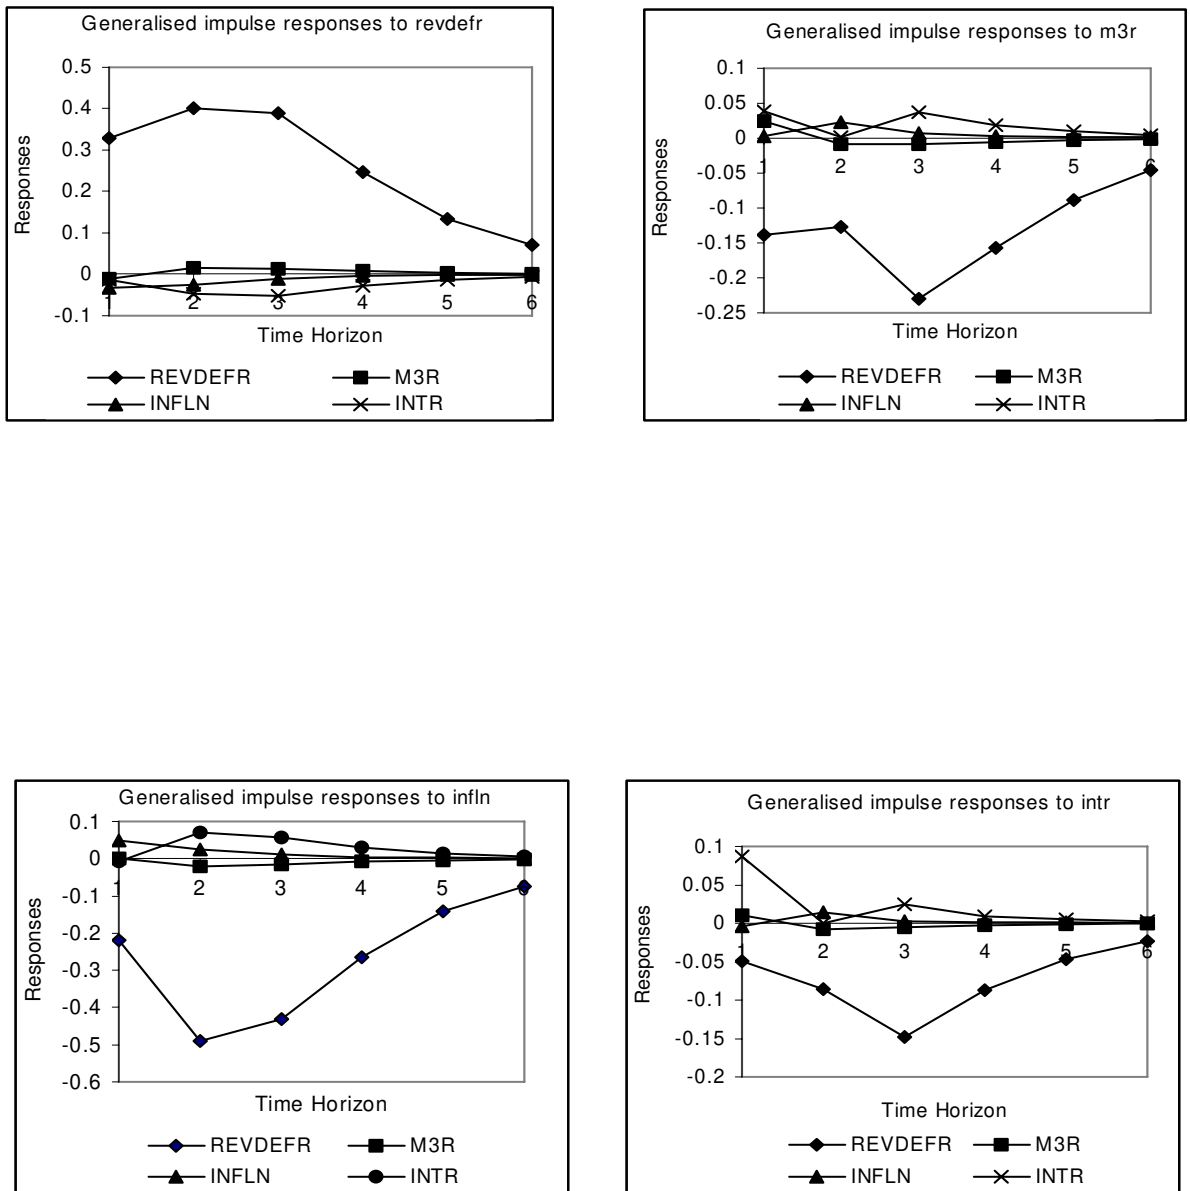 Generalised impulse responses to revdefr
0.5
0.4
0.3
0.2
0.1
0
-0.1
Responses
1 2 3 4 5 6
Time Horizon
REVDEFR M3R
INFLN INTR
Generalised impulse responses to m3r
0.1
0.05
0
-0.05
-0.1
-0.15
-0.2
-0.25
Responses
1 2 3 4 5 6
Time Horizon
REVDEFR M3R
INFLN INTR
Generalised impulse responses to infln
0.1
0
-0.1
-0.2
-0.3
-0.4
-0.5
-0.6
Responses
1 2 3 4 5 6
Time Horizon
REVDEFR M3R
INFLN INTR
Generalised impulse responses to intr
0.1
0.05
0
-0.05
-0.1
-0.15
-0.2
Responses
1 2 3 4 5 6
Time Horizon
REVDEFR M3R
INFLN INTR